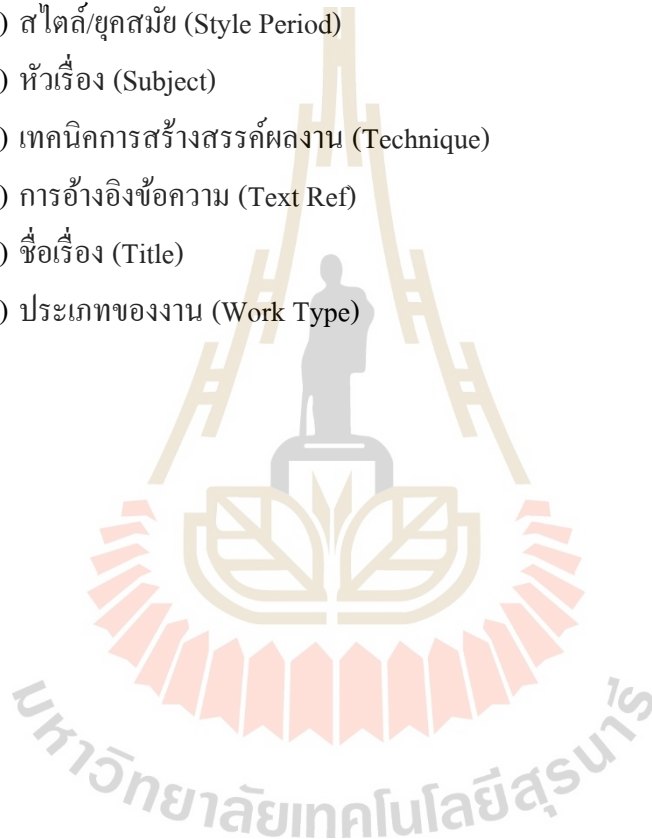 ) สไตล์/ยุคสมัย (Style Period)
) หัวเรื่อง (Subject)
) เทคนิคการสร้างสรรค์ผลงาน (Technique)
) การอ้างอิงข้อความ (Text Ref)
) ชื่อเรื่อง (Title)
) ประเภทของงาน (Work Type)
มหาวิทยาลัยเทคโนโลยีสุรนารี